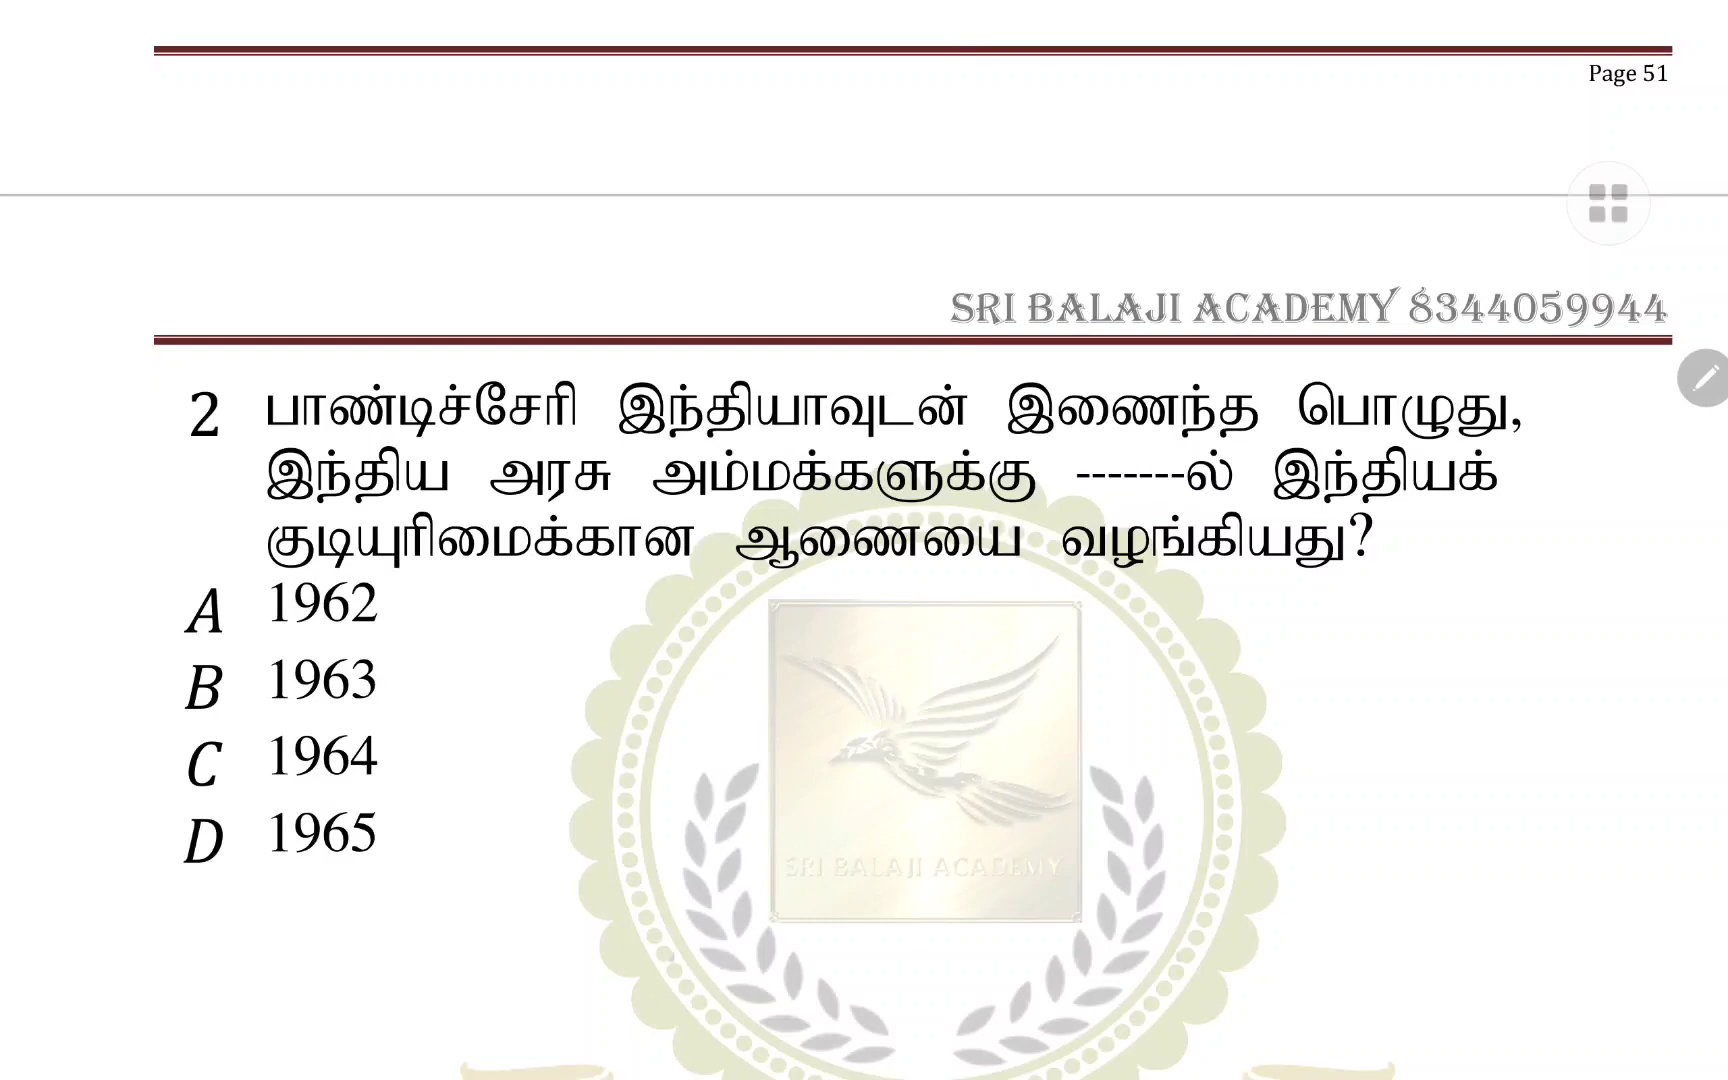 Page 51
SRI BALAJI ACADEMY 8344059944
2 பாண்டிச்சேரி இந்தியாவுடன் இணைந்த பொழுது,
இந்திய அரசு அம்மக்களுக்கு -------ல் இந்தியக்
குடியுரிமைக்கான ஆணையை வழங்கியது?
A 1962
B 1963
C 1964
D 1965
SRI BALAJI ACADEMY